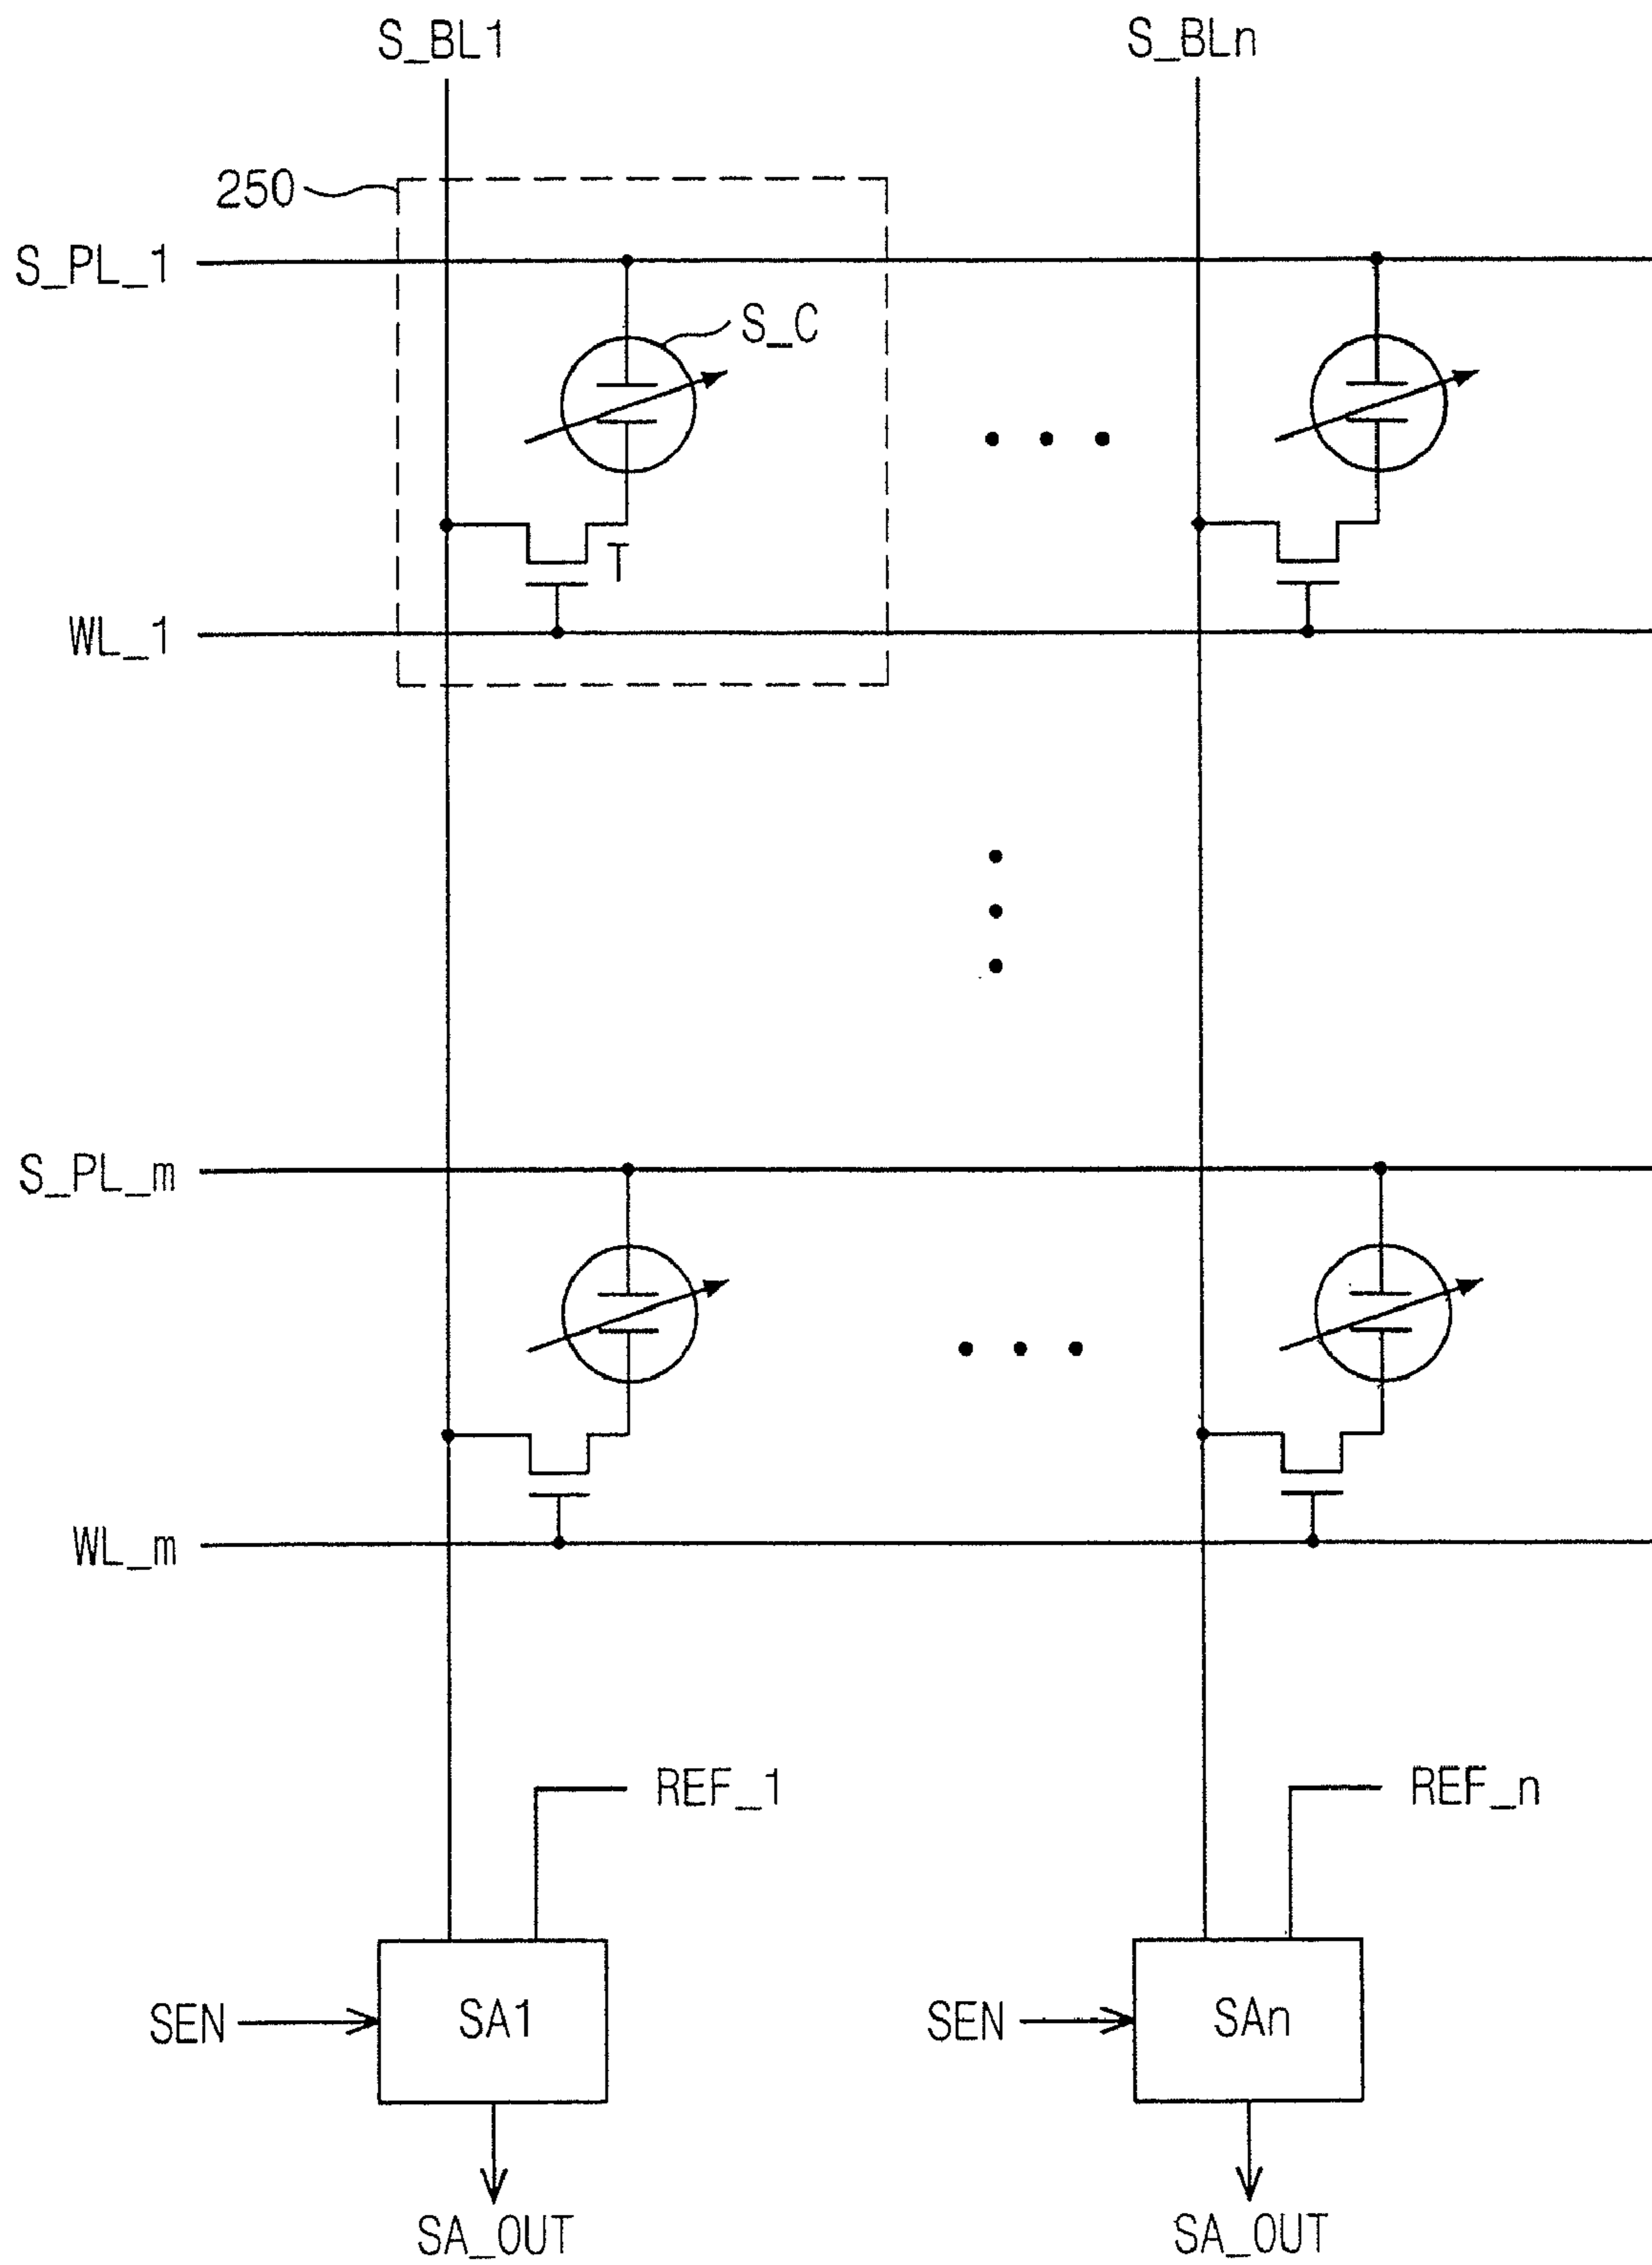 S_BL1
S_BLn
250
S_PL_1
S_C
T
WL_1
S_PL_m
WL_m
REF_1
REF_n
SEN
SA1
SEN
SAn
SA_OUT
SA_OUT